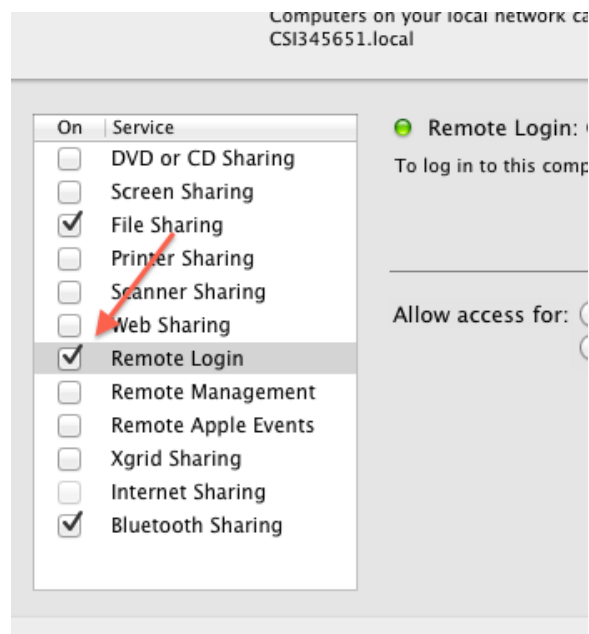 Computers on your local network ca
CSI345651.local
On Service
DVD or CD Sharing
Screen Sharing
File Sharing
Printer Sharing
Scanner Sharing
Web Sharing
Remote Login
Remote Management
Remote Apple Events
Xgrid Sharing
Internet Sharing
Bluetooth Sharing
Remote Login:
To log in to this comp
Allow access for: